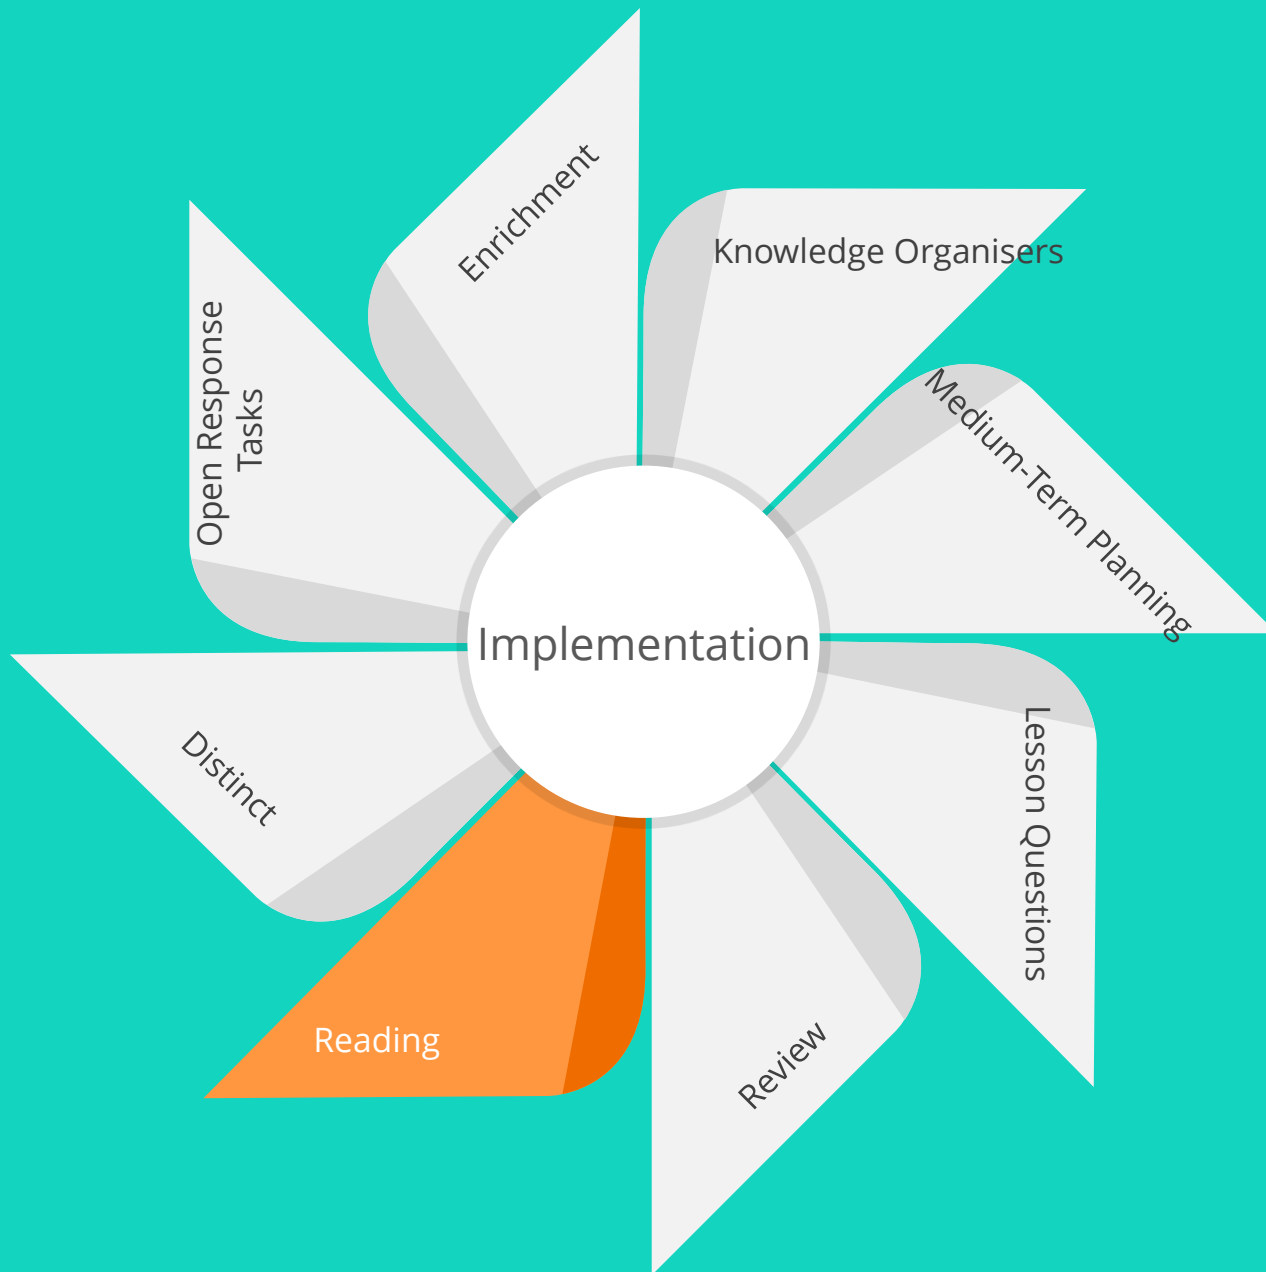 Enrichment
Knowledge Organisers
Medium-Term Planning
Lesson Questions
Review
Reading
Distinct
Open Response
Tasks
Implementation